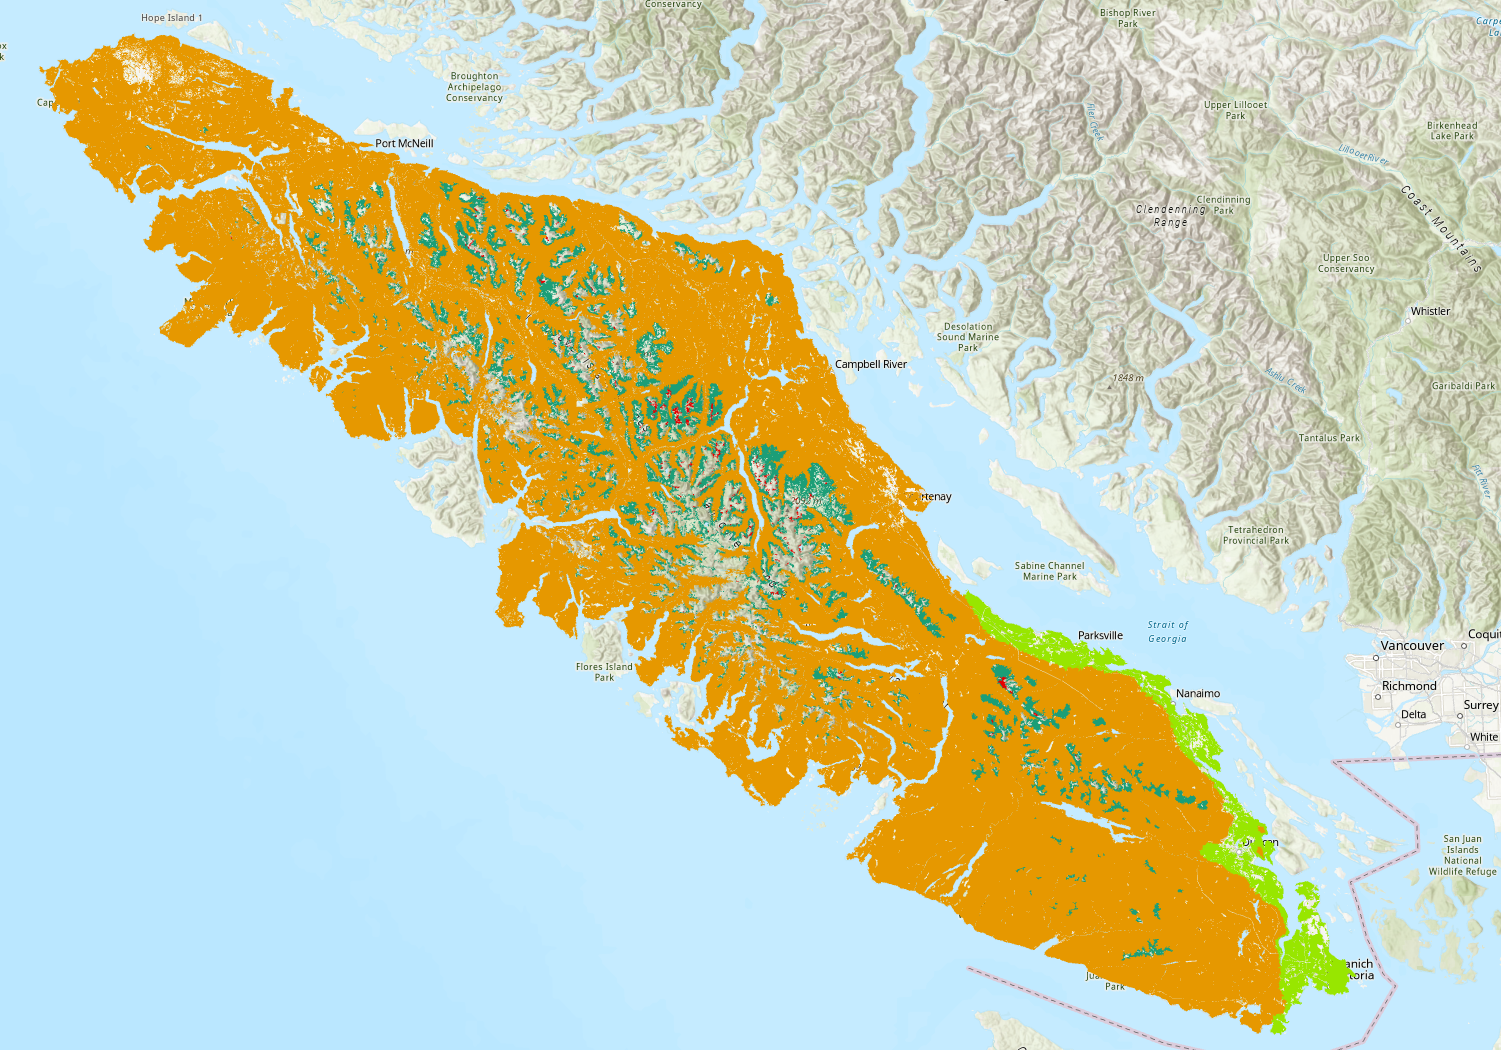 Hope Island 1
Conservancy
Bishop River
Park
Broughton
Archipelago
Conservancy
Upper Lillooet
Park
Birkenhead
Lake Park
Port McNeill
Lillooet River
Coast Mountains
Clendenning
Range
Clendenning
Park
Upper Soo
Conservancy
Whistler
Desolation
Sound Marine
Park
Campbell River
1848 m
Ashlu Creek
Garibaldi Park
Tantalus Park
tenay
Tetrahedron
Provincial Park
Sabine Channel
Marine Park
Strait of
Georgia
Parksville
Vancouver
Coquit
Flores Island
Park
Richmond
Nanaimo
Surrey
Delta
White
San Juan
Islands
National
Wildlife Refuge
anich
toria
Park